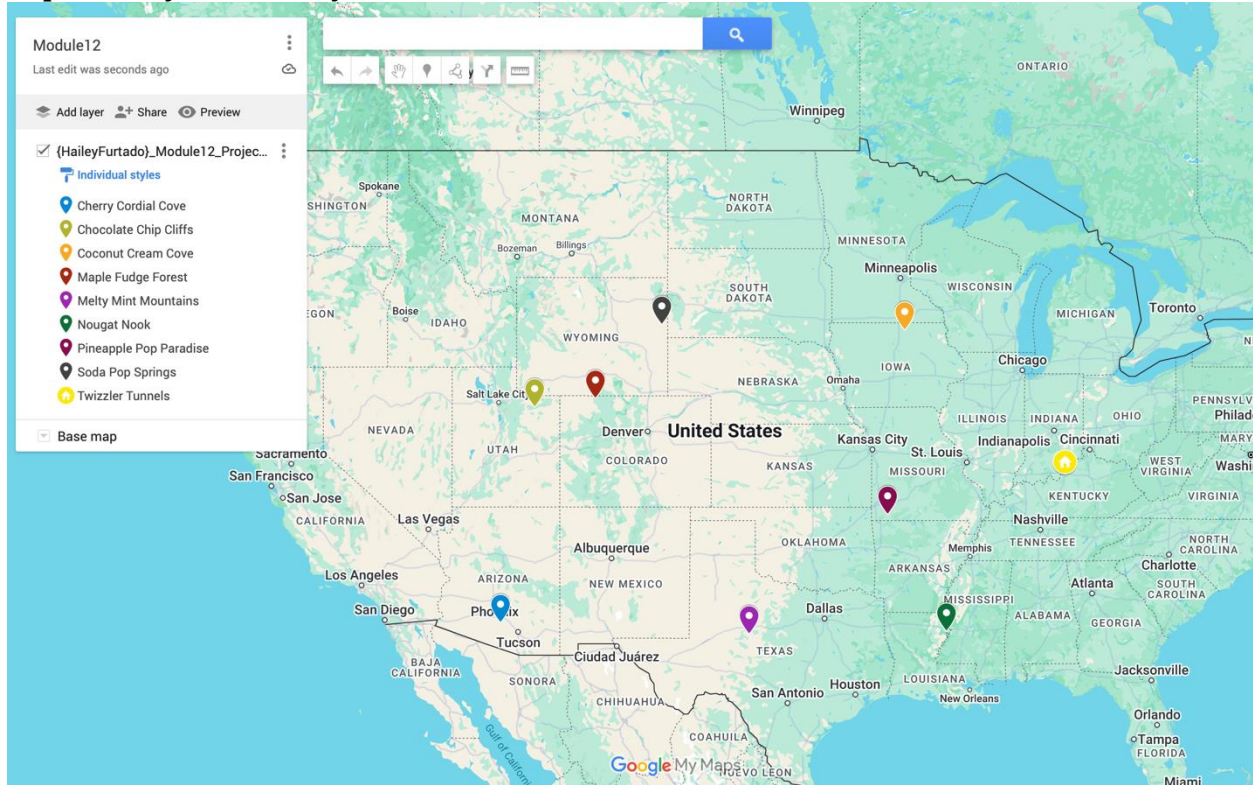 Module12
Last edit was seconds ago
Add layer Share Preview
{HaileyFurtado}_Module12_Projec...
Individual styles
Cherry Cordial Cove
Chocolate Chip Cliffs
Coconut Cream Cove
Maple Fudge Forest
Melty Mint Mountains
Nougat Nook
Pineapple Pop Paradise
Soda Pop Springs
Twizzler Tunnels
Base map
ONTARIO
Winnipeg
Spokane
SHINGTON
NORTH
DAKOTA
MONTANA
Bozeman
Billings
MINNESOTA
Minneapolis
WISCONSIN
SOUTH
DAKOTA
MICHIGAN
Toronto
EGON
Boise
IDAHO
WYOMING
Chicago
IOWA
Omaha
NEBRASKA
Salt Lake City
PENNSYLV
Philad
ILLINOIS
INDIANA
OHIO
NEVADA
Denver
United States
Kansas City
Indianapolis
Cincinnati
MARY
UTAH
COLORADO
St. Louis
WEST
VIRGINIA
Washi
Sacramento
KANSAS
MISSOURI
San Francisco
San Jose
KENTUCKY
VIRGINIA
CALIFORNIA
Las Vegas
Nashville
TENNESSEE
OKLAHOMA
NORTH
CAROLINA
Albuquerque
Memphis
Charlotte
Los Angeles
ARIZONA
NEW MEXICO
ARKANSAS
Atlanta
SOUTH
CAROLINA
San Diego
Dallas
MISSISSIPPI
ALABAMA
GEORGIA
Tucson
TEXAS
Ciudad Juárez
BAJA
CALIFORNIA
SONORA
Jacksonville
LOUISIANA
Houston
San Antonio
New Orleans
CHIHUAHUA
Orlando
Tampa
FLORIDA
Gulf of California
COAHUILA
Google My Maps
NUEVO LEON
Miami